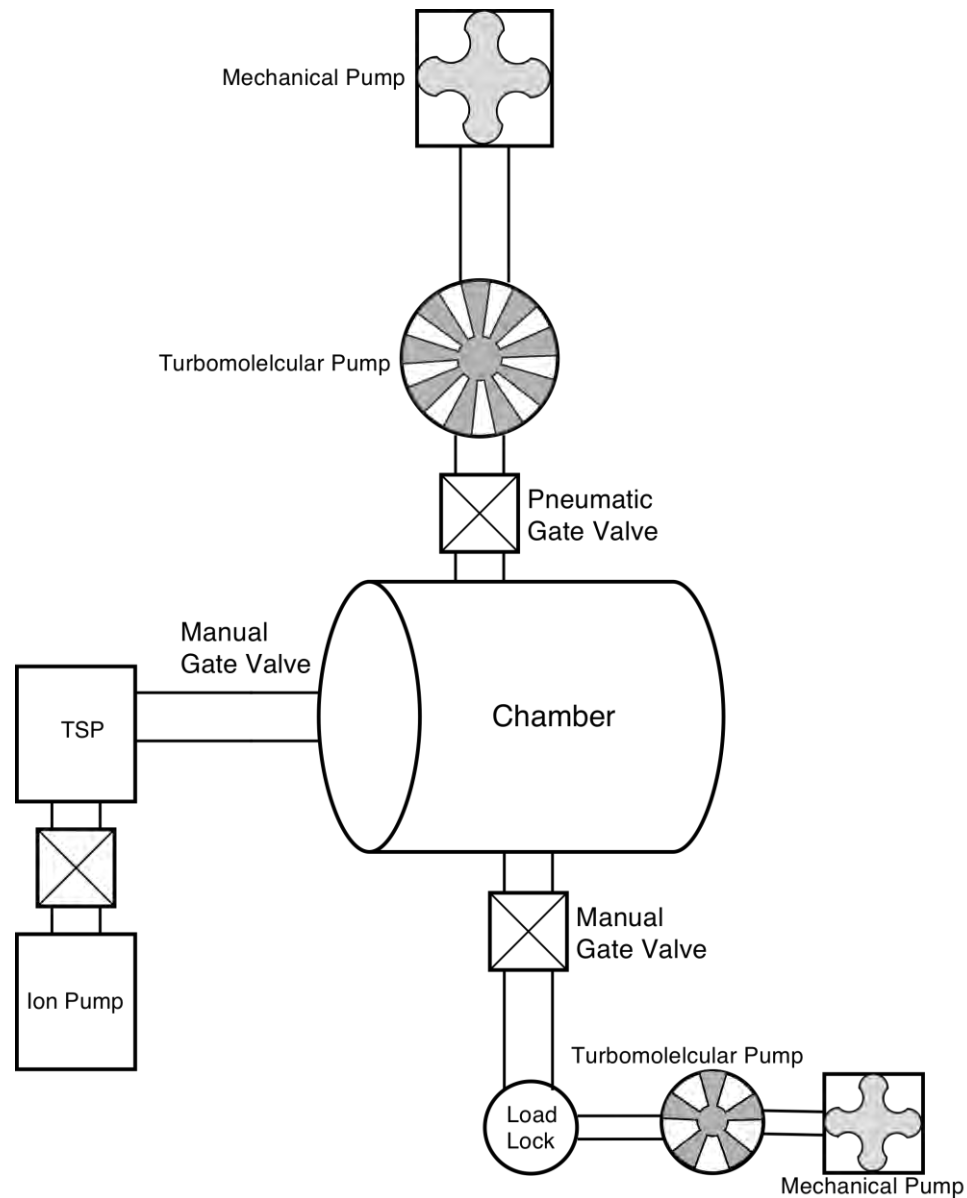 Mechanical Pump
Turbomolelcular Pump
Pneumatic
Gate Valve
Manual
Gate Valve
TSP
Chamber
Manual
Gate Valve
Ion Pump
Turbomolelcular Pump
Load
Lock
Mechanical Pump